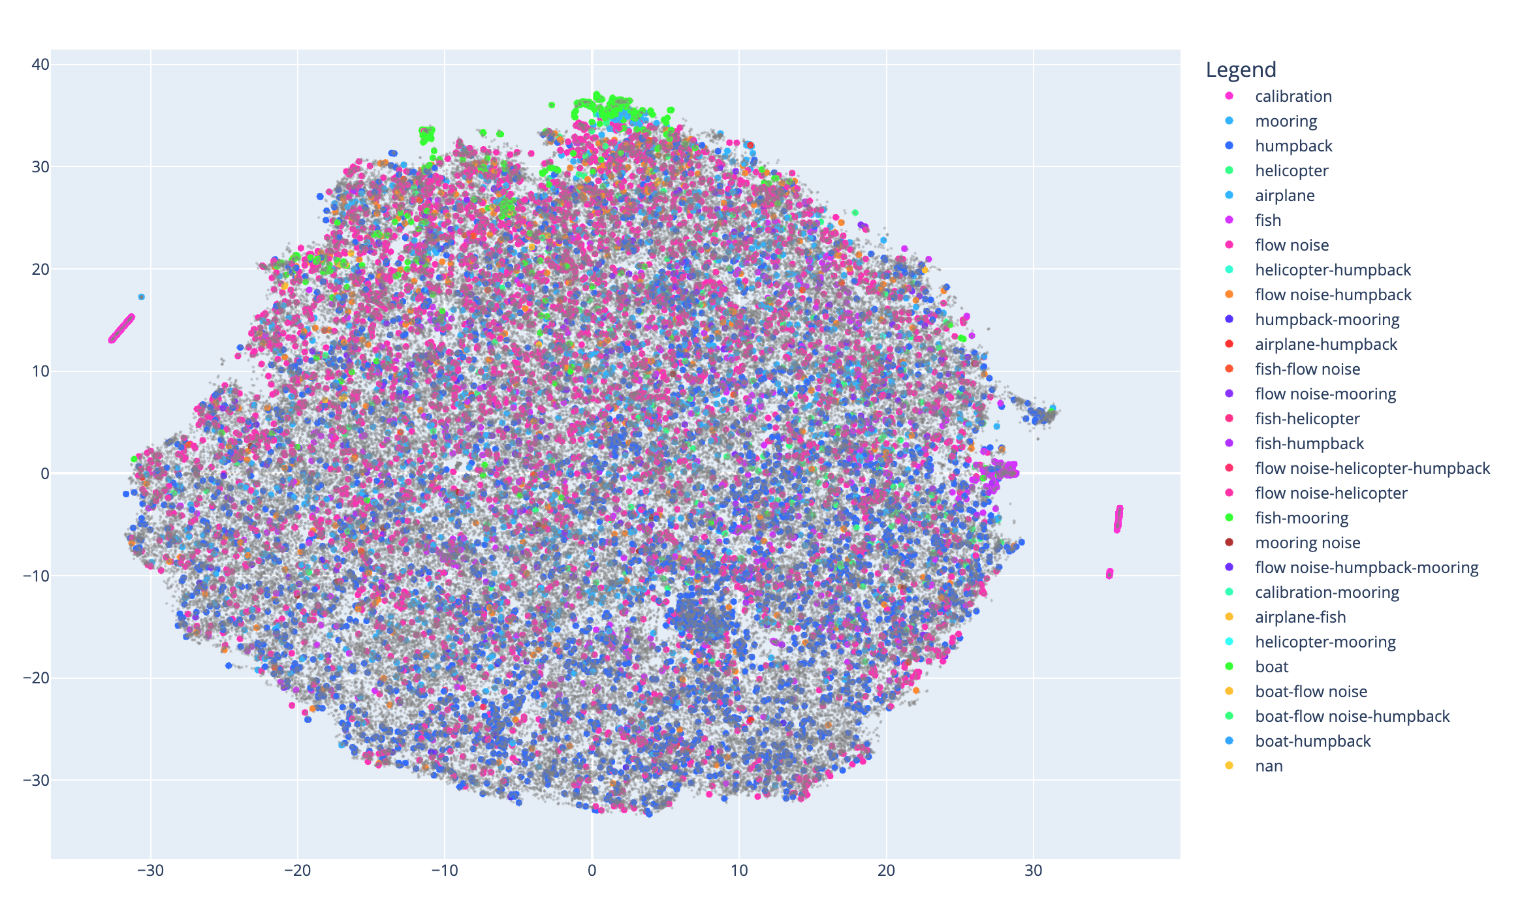 Legend
calibration
mooring
humpback
helicopter
airplane
fish
flow noise
helicopter-humpback
flow noise-humpback
humpback-mooring
airplane-humpback
fish-flow noise
flow noise-mooring
fish-helicopter
fish-humpback
flow noise-helicopter-humpback
flow noise-helicopter
fish-mooring
mooring noise
flow noise-humpback-mooring
calibration-mooring
airplane-fish
helicopter-mooring
boat
boat-flow noise
boat-flow noise-humpback
boat-humpback
nan
40
30
20
10
0
−10
−20
−30
−30 −20 −10 0 10 20 30